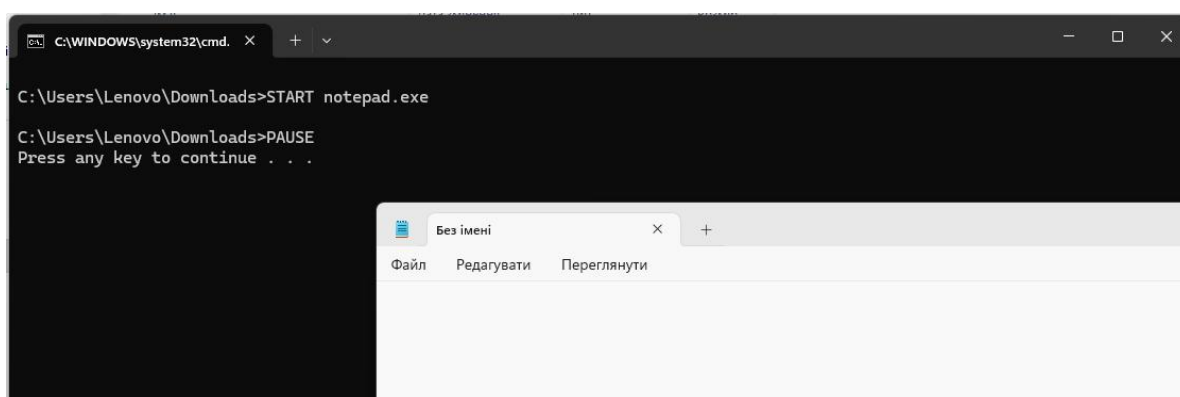 C:\WINDOWS\system32\cmd.
C:\Users\Lenovo\Downloads>START notepad.exe
C:\Users\Lenovo\Downloads>PAUSE
Press any key to continue . . .
Без імені
Файл Редагувати Переглянути